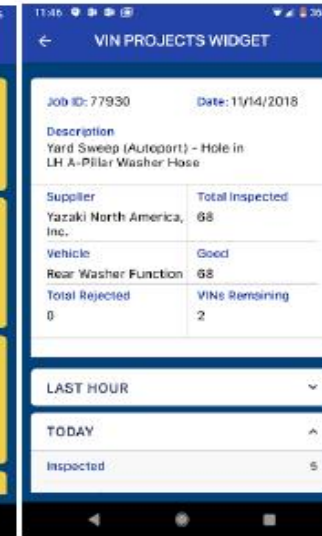 11:46
36
VIN PROJECTS WIDGET
Job ID: 77930 Date: 11/14/2018
Description
Yard Sweep (Autoport) - Hole in
LH A-Pillar Washer Hose
Supplier Total Inspected
Yazaki North America, 68
Inc.
Vehicle Good
Rear Washer Function 68
Total Rejected VINs Remaining
0 2
LAST HOUR
TODAY
Inspected 5